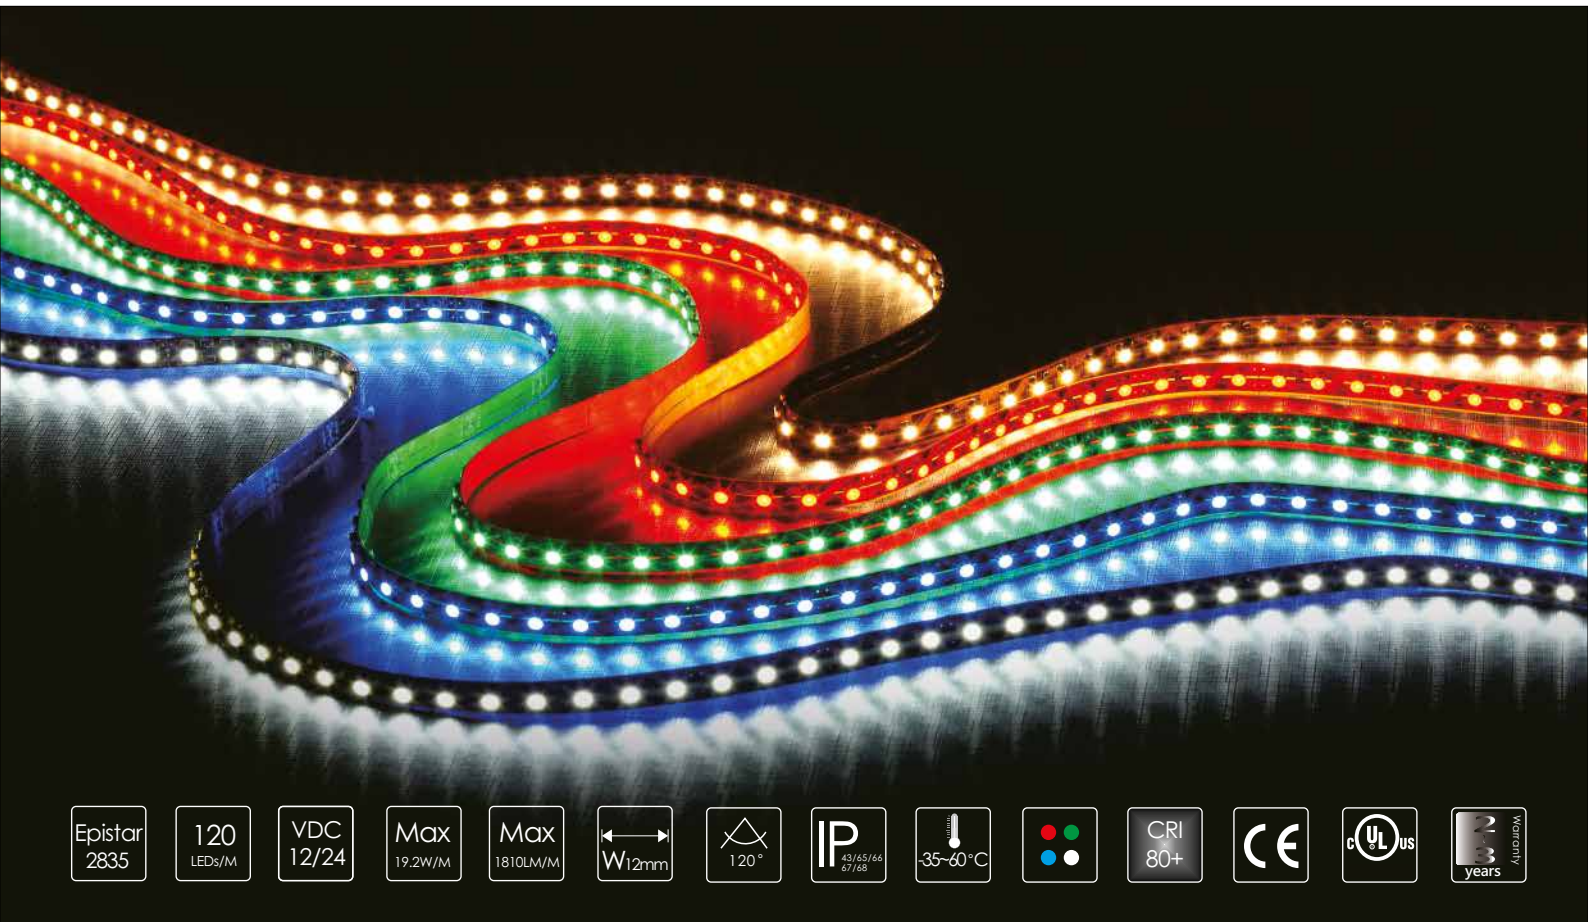 Epistar
2835
120
LEDs/M
VDC
12/24
Max
19.2W/M
Max
1810LM/M
W12mm
120°
IP
43/65/66
67/68
-35~60°C
CRI
80+
CE
c UL us
2
3
years
Warranty